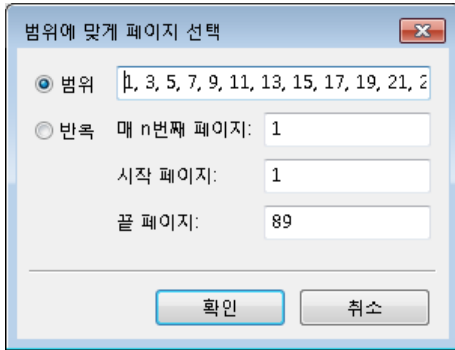 범위에 맞게 페이지 선택
범위 1, 3, 5, 7, 9, 11, 13, 15, 17, 19, 21, 2
반목 매 n번째 페이지: 1
시작 페이지: 1
끝 페이지: 89
확인 취소